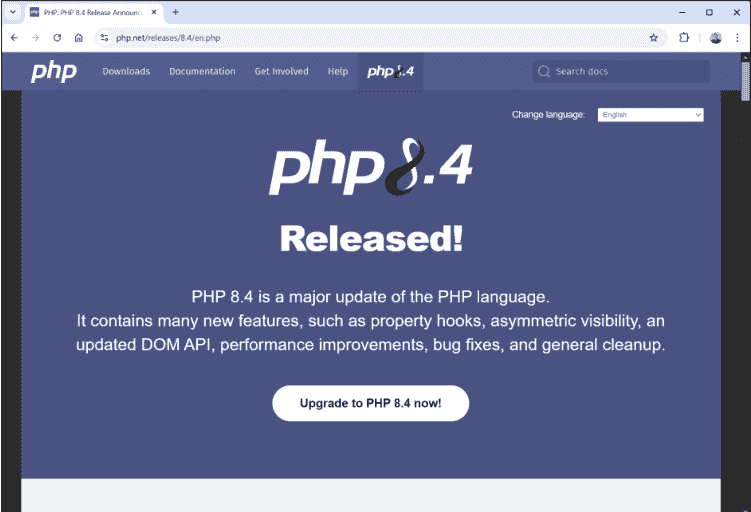 PHP: PHP 8.4 Release Announc
php.net/releases/8.4/en.php
php
Downloads
Documentation
Get Involved
Help
php8.4
Search docs
Change language:
English
php 8.4
Released!
PHP 8.4 is a major update of the PHP language.
It contains many new features, such as property hooks, asymmetric visibility, an
updated DOM API, performance improvements, bug fixes, and general cleanup.
Upgrade to PHP 8.4 now!